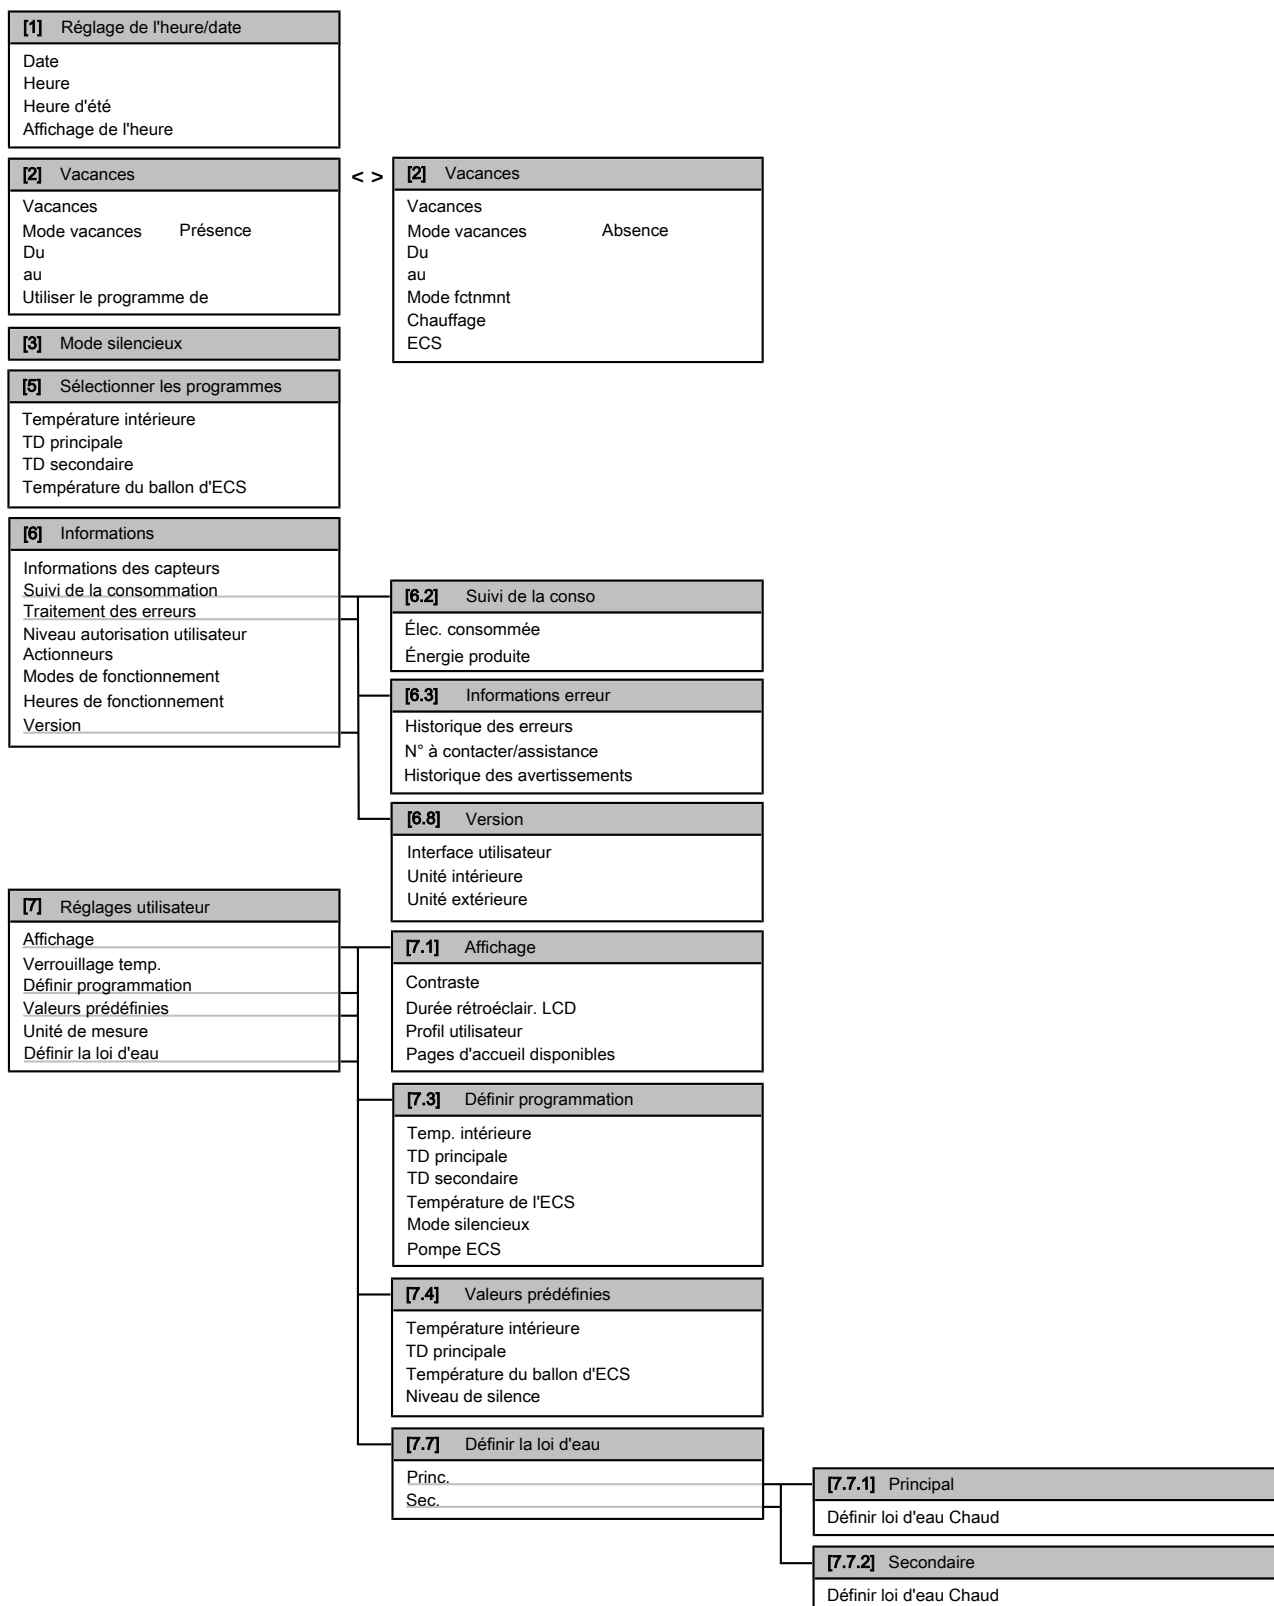 [1] Réglage de l'heure/date
Date
Heure
Heure d'été
Affichage de l'heure
[2] Vacances
Vacances
Mode vacances Présence
Du
au
Utiliser le programme de
< >
[2] Vacances
Vacances
Mode vacances Absence
Du
au
Mode fctnmnt
Chauffage
ECS
[3] Mode silencieux
[5] Sélectionner les programmes
Température intérieure
TD principale
TD secondaire
Température du ballon d'ECS
[6] Informations
Informations des capteurs
Suivi de la consommation
Traitement des erreurs
Niveau autorisation utilisateur
Actionneurs
Modes de fonctionnement
Heures de fonctionnement
Version
[6.2] Suivi de la conso
Élec. consommée
Énergie produite
[6.3] Informations erreur
Historique des erreurs
N° à contacter/assistance
Historique des avertissements
[6.8] Version
Interface utilisateur
Unité intérieure
Unité extérieure
[7] Réglages utilisateur
Affichage
Verrouillage temp.
Définir programmation
Valeurs prédéfinies
Unité de mesure
Définir la loi d'eau
[7.1] Affichage
Contraste
Durée rétroéclair. LCD
Profil utilisateur
Pages d'accueil disponibles
[7.3] Définir programmation
Temp. intérieure
TD principale
TD secondaire
Température de l'ECS
Mode silencieux
Pompe ECS
[7.4] Valeurs prédéfinies
Température intérieure
TD principale
Température du ballon d'ECS
Niveau de silence
[7.7] Définir la loi d'eau
Princ.
Sec.
[7.7.1] Principal
Définir loi d'eau Chaud
[7.7.2] Secondaire
Définir loi d'eau Chaud